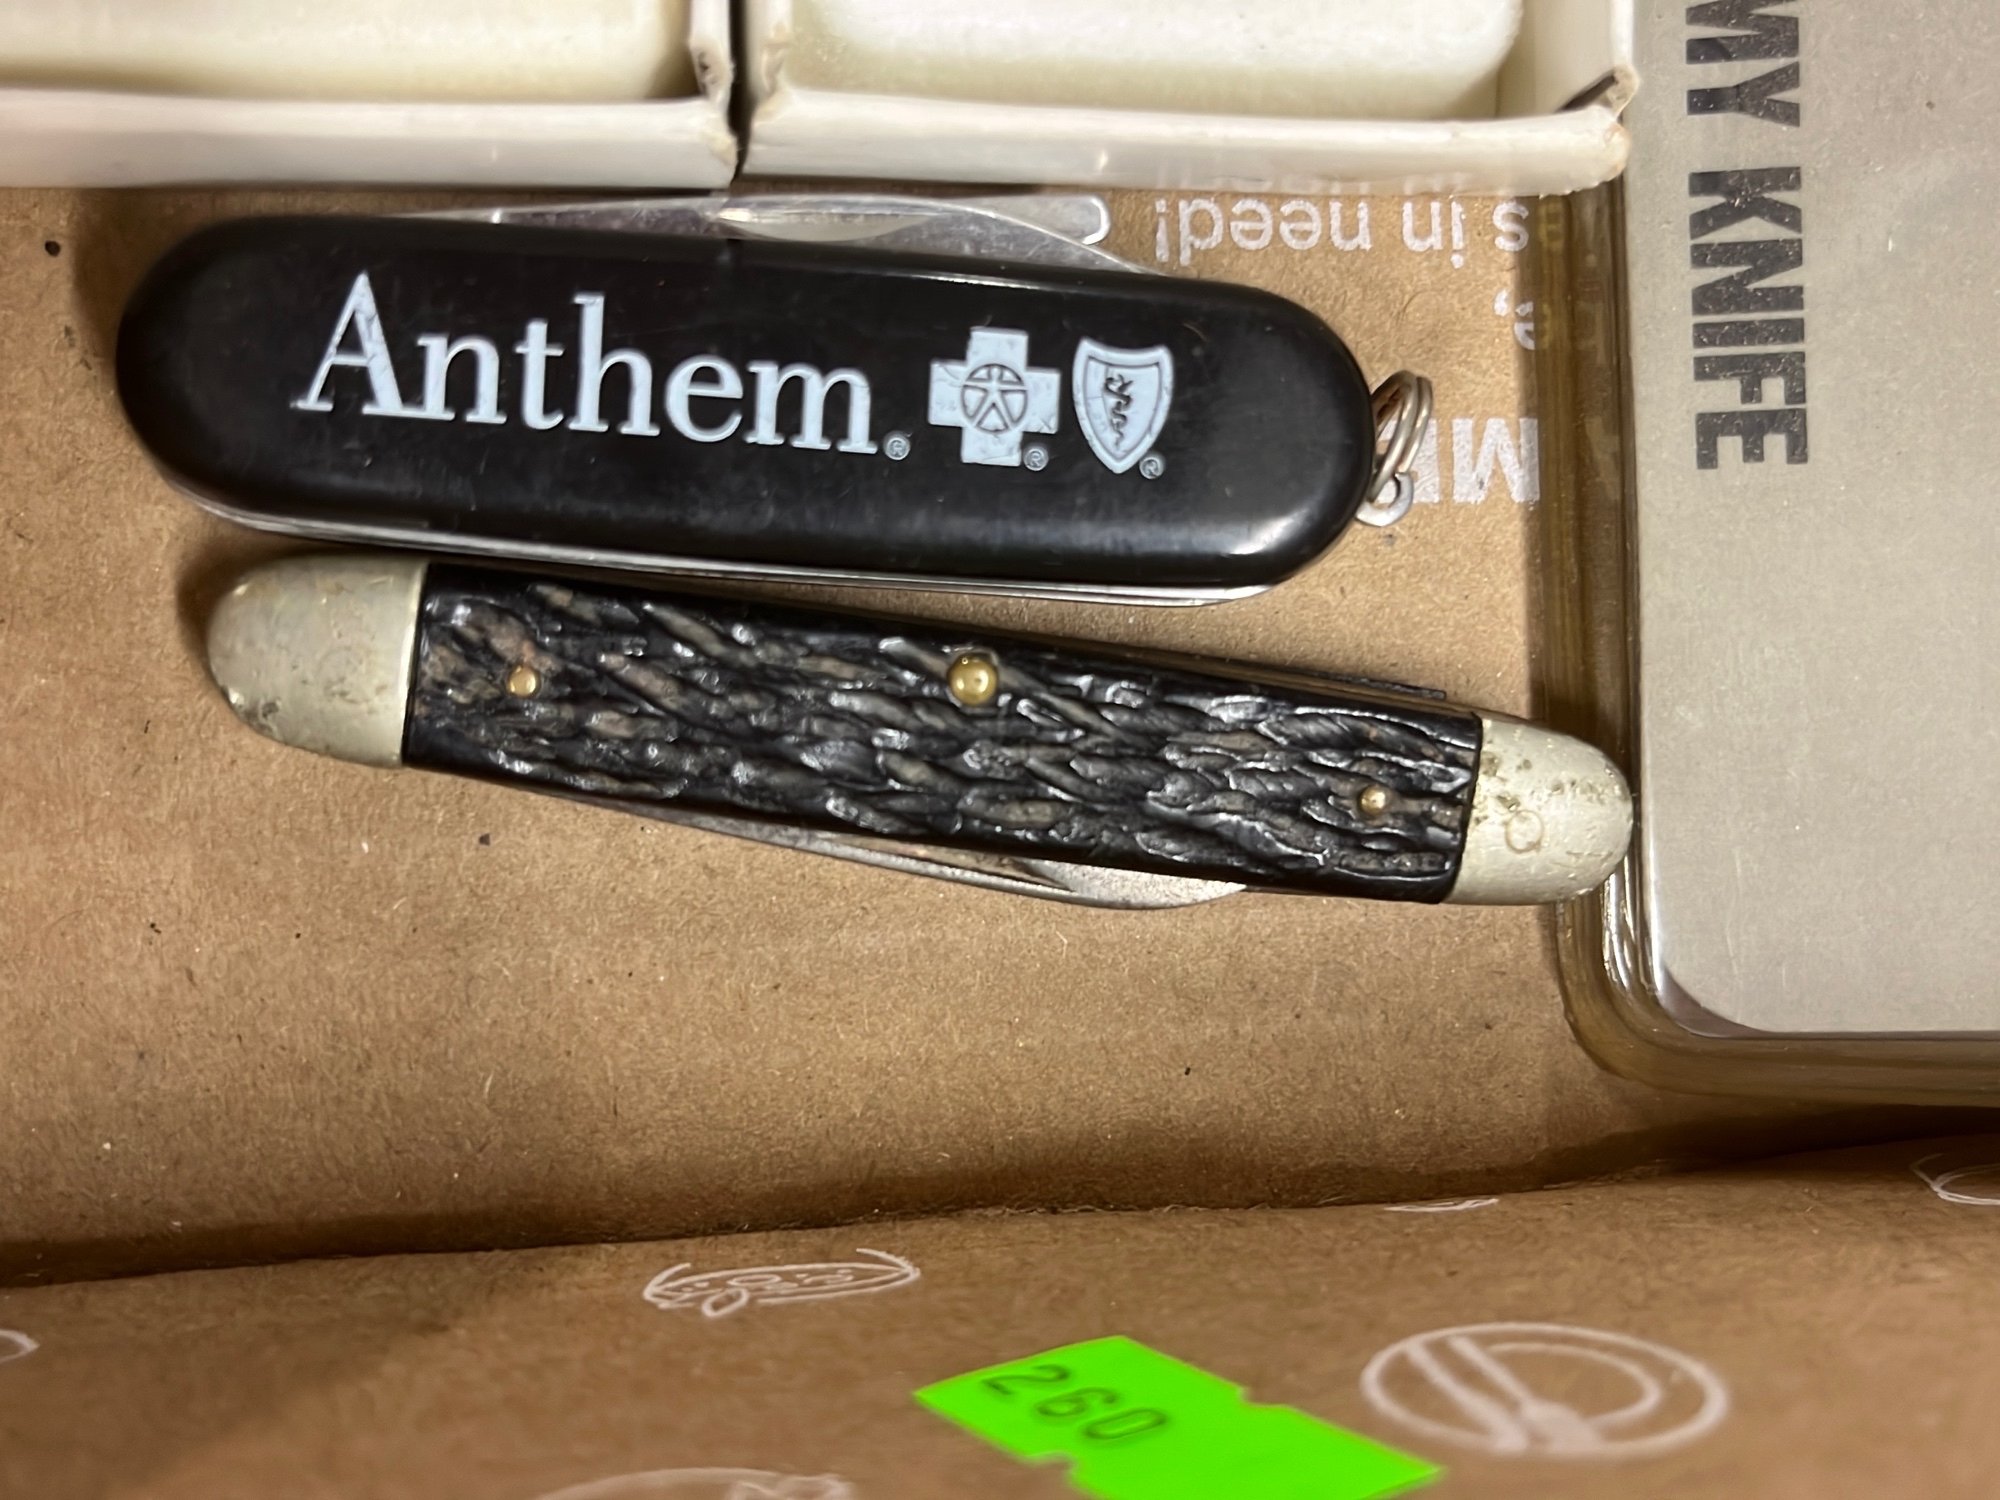 Anthem.® ® ®
MY KNIFE
s in need!
260